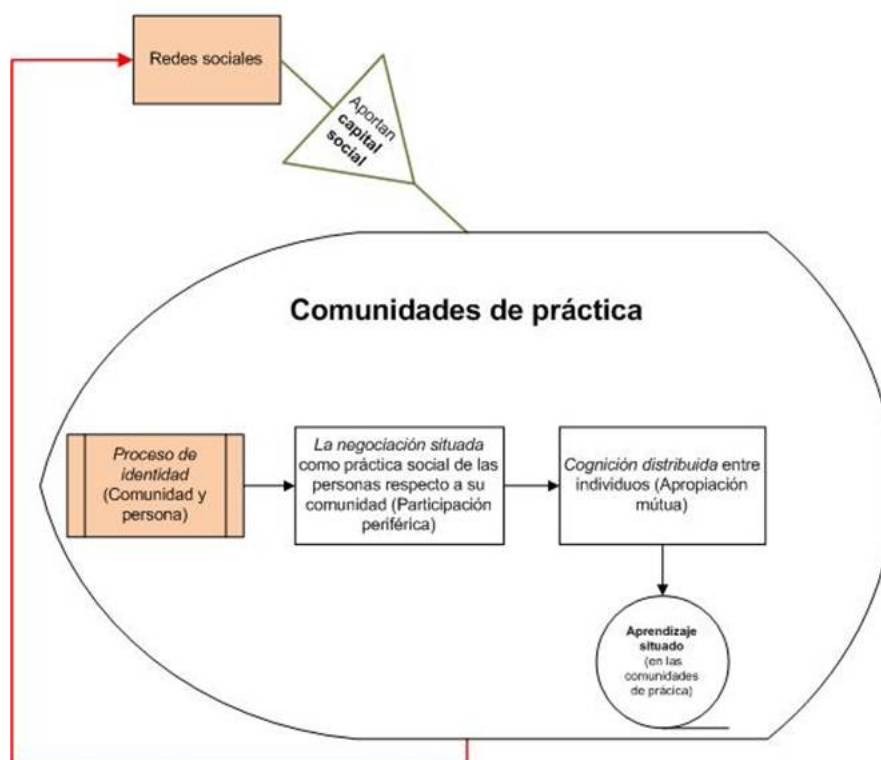 Redes sociales
Aportan
capital
social
Comunidades de práctica
Proceso de
identidad
(Comunidad y
persona)
La negociación situada
como práctica social de las
personas respecto a su
comunidad (Participación
periférica)
Cognición distribuida entre
individuos (Apropiación
mútua)
Aprendizaje
situado
(en las
comunidades
de prácica)